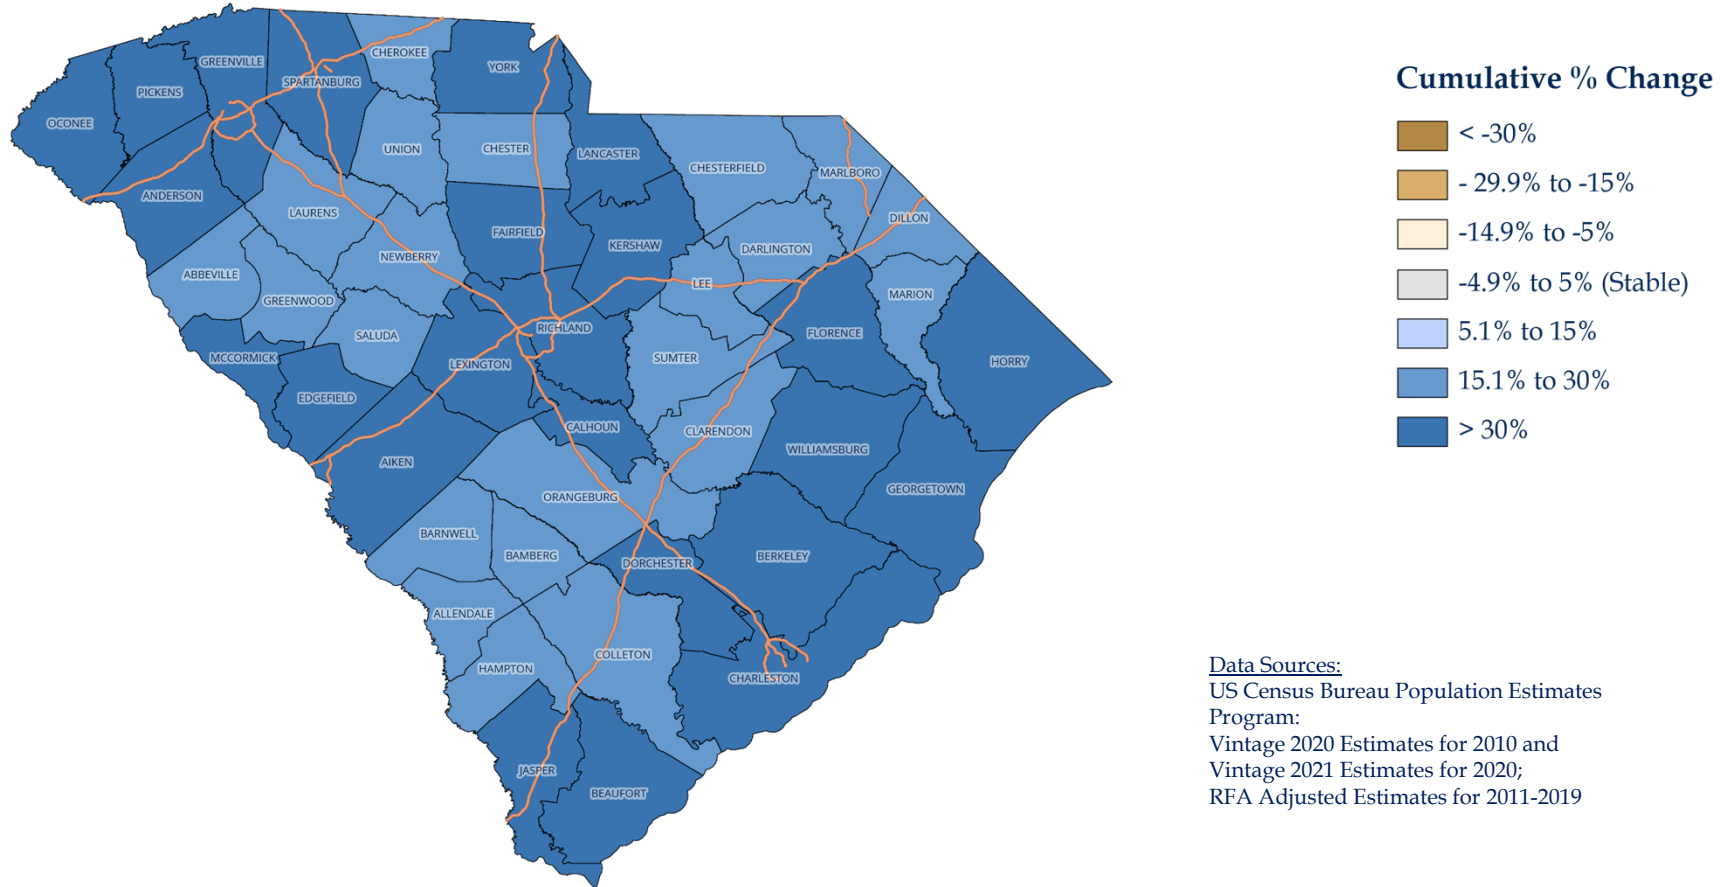 GREENVILLE
CHEROKEE
YORK
SPARTANBURG
PICKENS
OCONEE
UNION
CHESTER
LANCASTER
CHESTERFIELD
MARLBORO
ANDERSON
LAURENS
DILLON
FAIRFIELD
KERSHAW
DARLINGTON
NEWBERRY
ABBEVILLE
LEE
GREENWOOD
MARION
SALUDA
RICHLAND
FLORENCE
MCCORMICK
LEXINGTON
SUMTER
HORRY
EDGEFIELD
CALHOUN
CLARENDON
WILLIAMSBURG
AIKEN
GEORGETOWN
ORANGEBURG
BARNWELL
BAMBERG
DORCHESTER
BERKELEY
ALLENDALE
HAMPTON
COLLETON
CHARLESTON
JASPER
BEAUFORT
Cumulative % Change
< -30%
- 29.9% to -15%
-14.9% to -5%
-4.9% to 5% (Stable)
5.1% to 15%
15.1% to 30%
> 30%
Data Sources:
US Census Bureau Population Estimates
Program:
Vintage 2020 Estimates for 2010 and
Vintage 2021 Estimates for 2020;
RFA Adjusted Estimates for 2011-2019